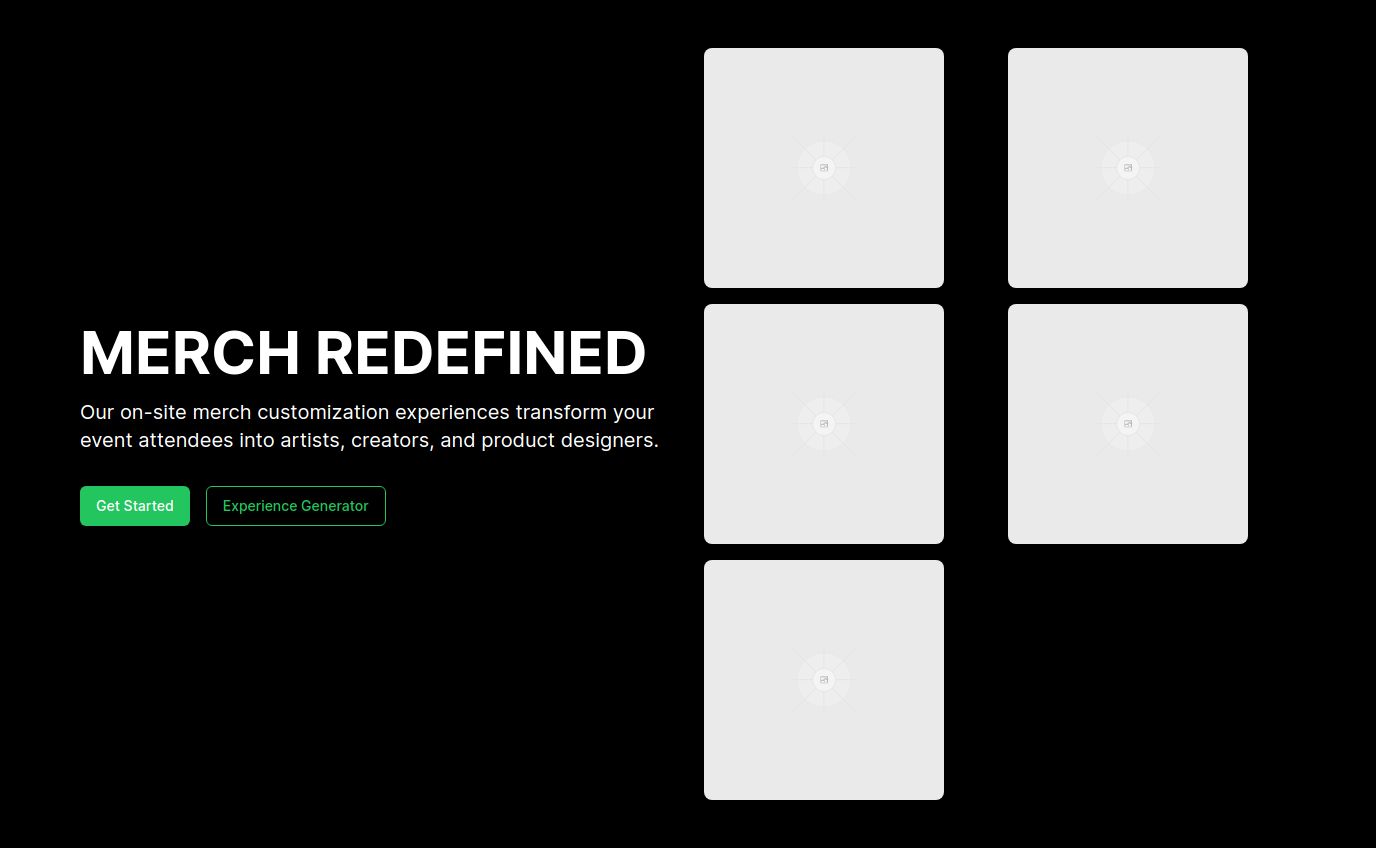 MERCH REDEFINED
Our on-site merch customization experiences transform your
event attendees into artists, creators, and product designers.
Get Started
Experience Generator